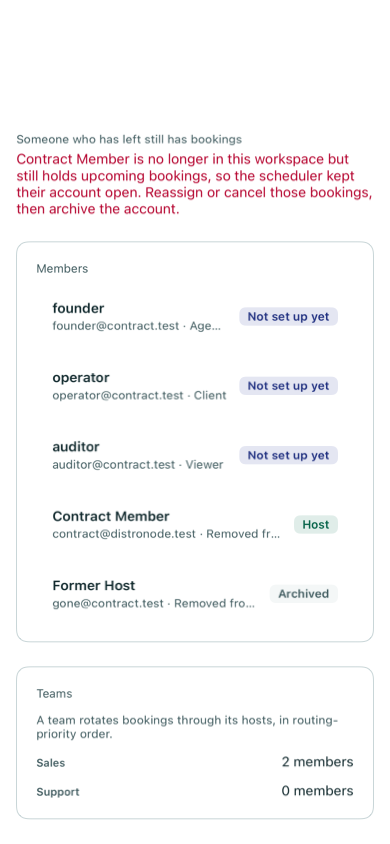 Someone who has left still has bookings
Contract Member is no longer in this workspace but
still holds upcoming bookings, so the scheduler kept
their account open. Reassign or cancel those bookings,
then archive the account.
Members
founder
founder@contract.test · Age...
Not set up yet
operator
operator@contract.test · Client
Not set up yet
auditor
auditor@contract.test · Viewer
Not set up yet
Contract Member
contract@distronode.test · Removed fr...
Host
Former Host
gone@contract.test · Removed fro...
Archived
Teams
A team rotates bookings through its hosts, in routing-
priority order.
Sales
2 members
Support
0 members